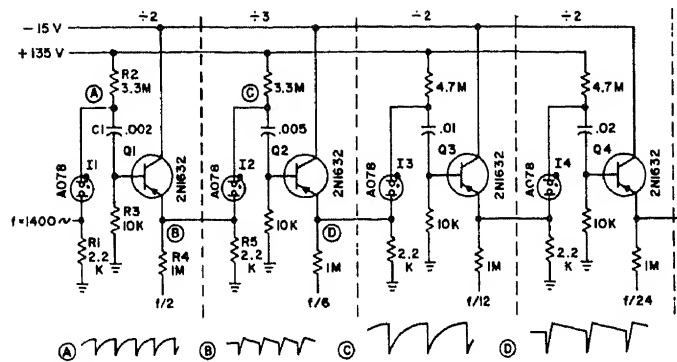 ÷2 ÷3 ÷2 ÷2
−15 V
+135 V
A R2 3.3M C 3.3M 4.7M 4.7M
C1 .002 .005 .01 .02
Q1 Q2 Q3 Q4
A078 I1 2N1632 A078 I2 2N1632 A078 I3 2N1632 A078 I4 2N1632
f=1400~ R3 10K B 10K D 10K 10K
R1 2.2 K R4 1M R5 2.2 K 1M 2.2 K 1M 2.2 K 1M
f/2 f/6 f/12 f/24
A B C D